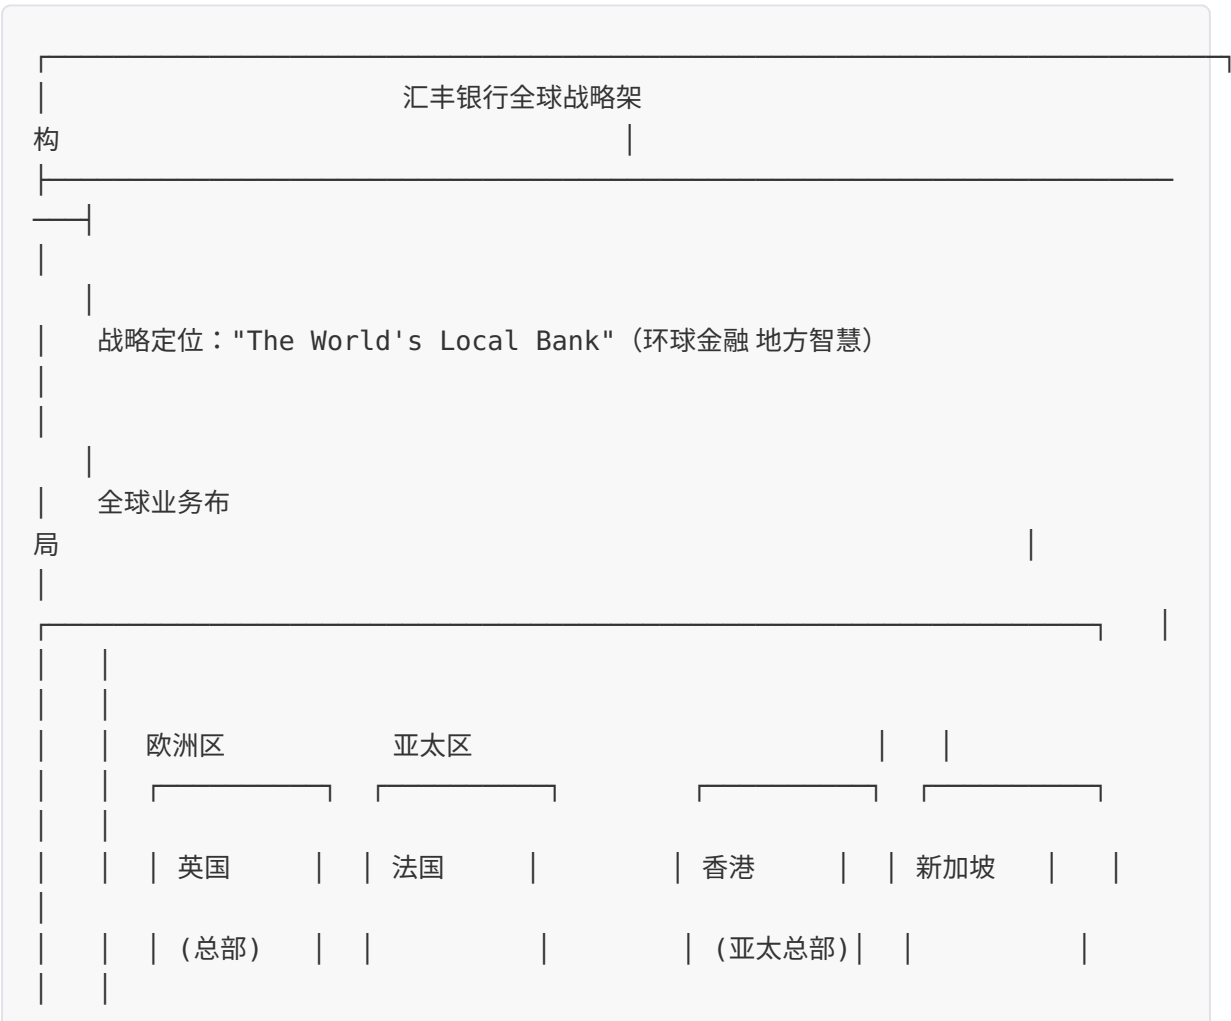 汇丰银行全球战略架
构
战略定位："The World's Local Bank"（环球金融 地方智慧）
全球业务布
局
欧洲区 亚太区
英国 法国 香港 新加坡
(总部) (亚太总部)